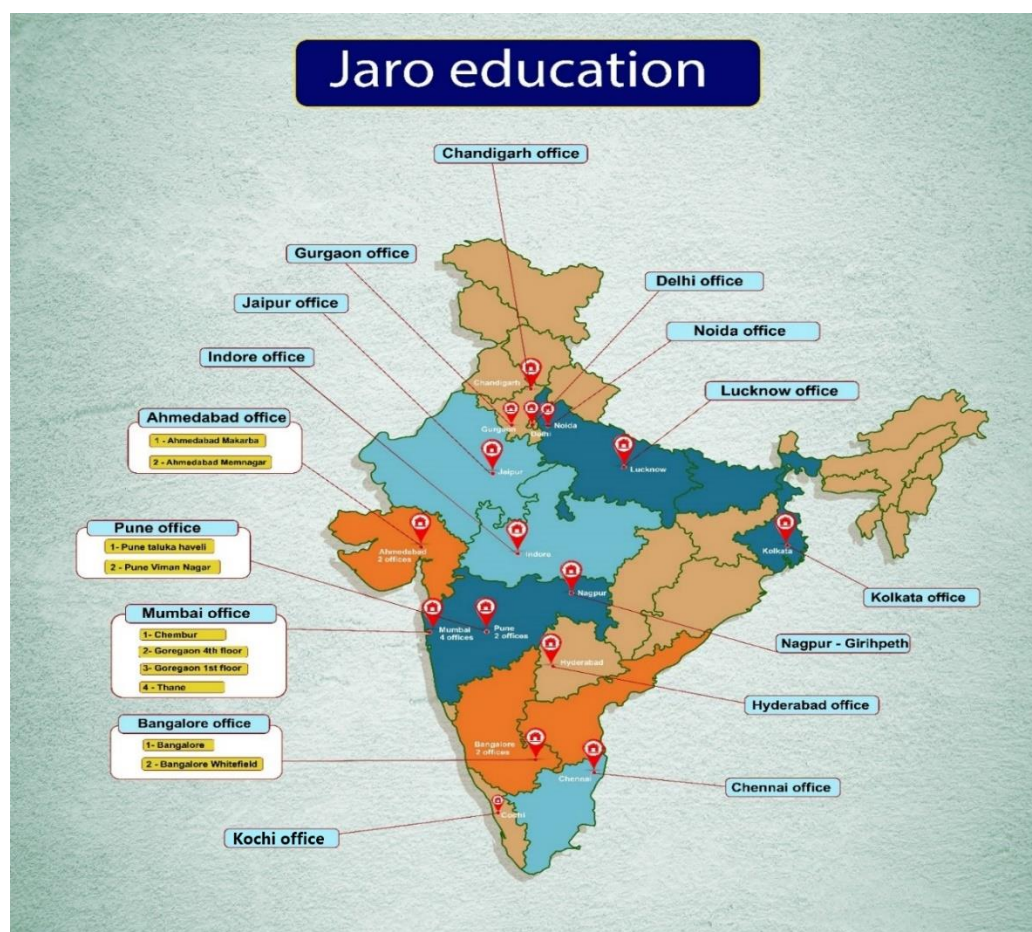 Jaro education
Chandigarh office
Gurgaon office
Delhi office
Jaipur office
Noida office
Indore office
Lucknow office
Ahmedabad office
1 - Ahmedabad Makarba
2 - Ahmedabad Memnagar
Pune office
1- Pune taluka haveli
2 - Pune Viman Nagar
Mumbai office
1- Chembur
2- Goregaon 4th floor
3- Goregaon 1st floor
4 - Thane
Bangalore office
1- Bangalore
2 - Bangalore Whitefield
Kochi office
Kolkata office
Nagpur - Girihpeth
Hyderabad office
Chennai office
Chandigarh
Gurgaon
Delhi
Noida
Jaipur
Lucknow
Ahmedabad
2 offices
Indore
Kolkata
Nagpur
Mumbai
4 offices
Pune
2 offices
Hyderabad
Bangalore
2 offices
Chennai
Cochi